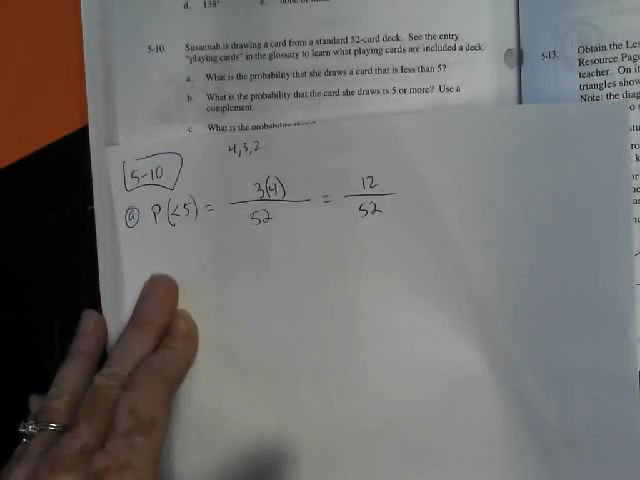 d. 138°
5-10. Susannah is drawing a card from a standard 52-card deck. See the entry
"playing cards" in the glossary to learn what playing cards are included a deck.
a. What is the probability that she draws a card that is less than 5?
b. What is the probability that the card she draws is 5 or more? Use a
complement.
c. What is the
5-13. Obtain the Les
Resource Page
teacher. On it
triangles show
Note: the diag
4,3,2
5-10
a P(<5) = 3(4)/52 = 12/52